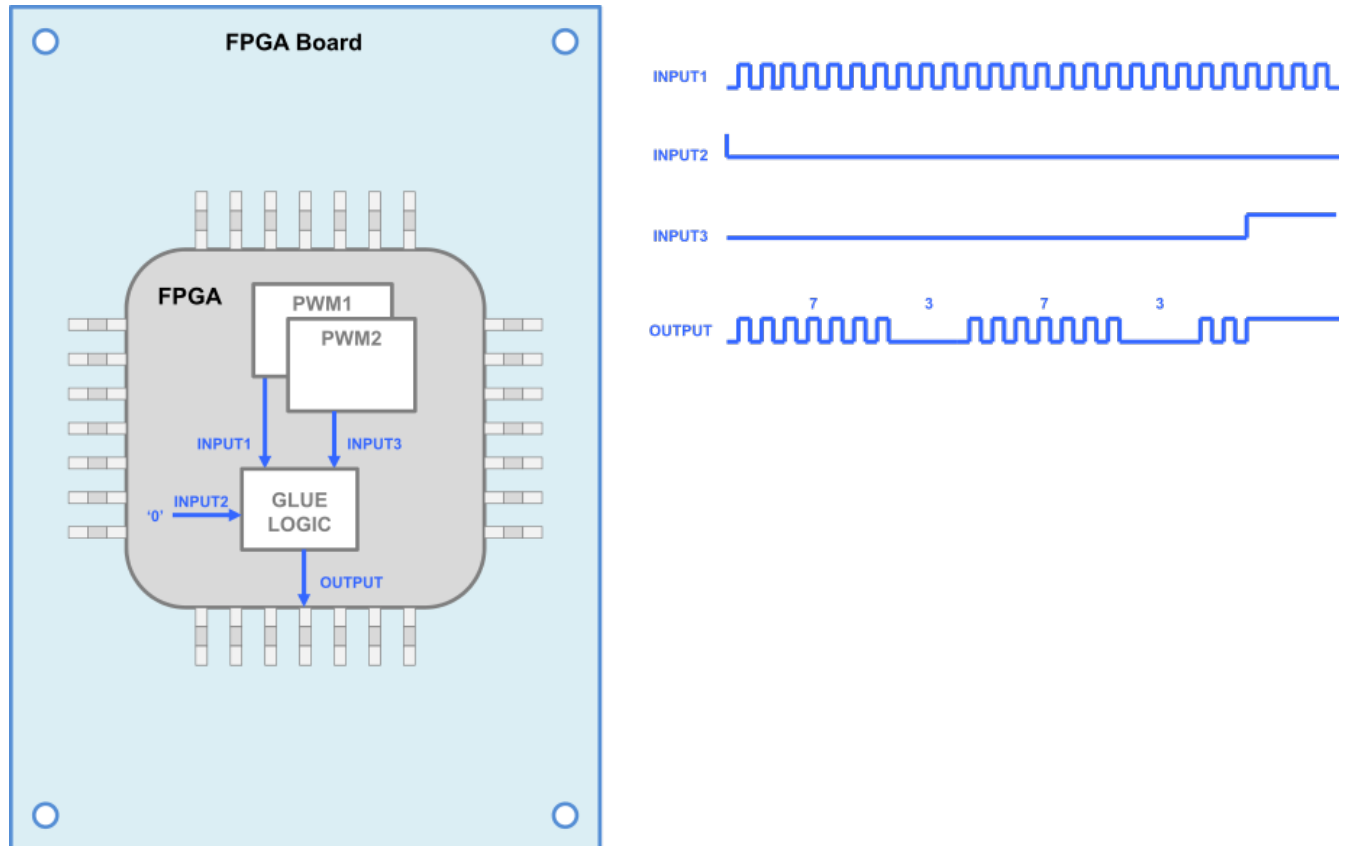 FPGA Board
FPGA
PWM1
PWM2
INPUT1
INPUT3
INPUT2
‘0’
GLUE
LOGIC
OUTPUT
INPUT1
INPUT2
INPUT3
7 3 7 3
OUTPUT